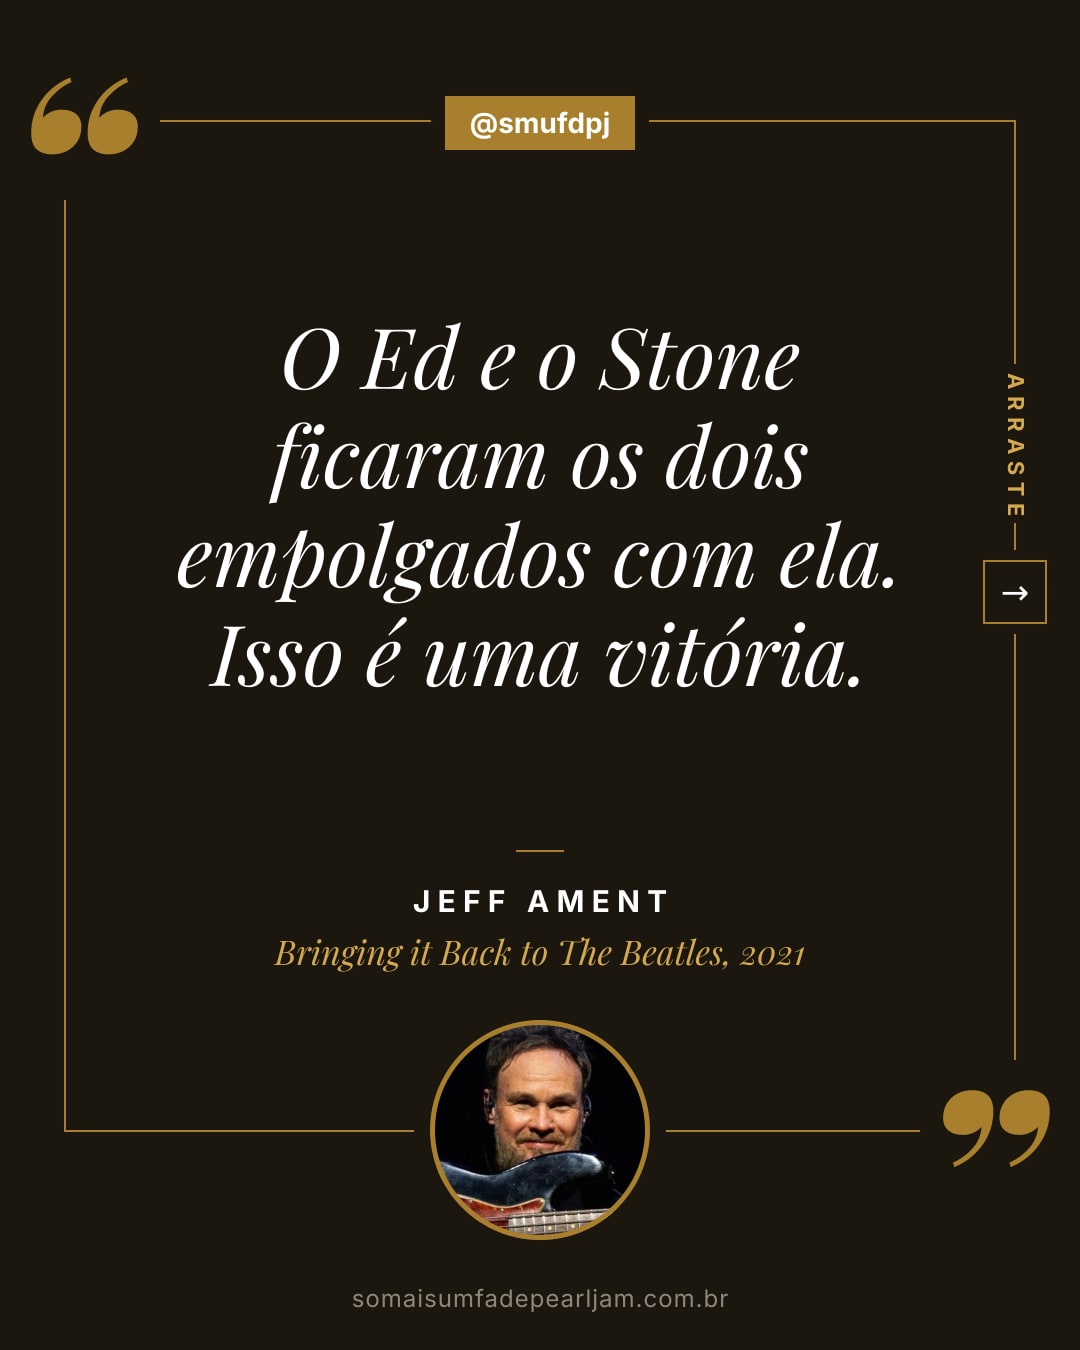 @smufdpj
O Ed e o Stone
ficaram os dois
empolgados com ela.
Isso é uma vitória.
ARRASTE
→
JEFF AMENT
Bringing it Back to The Beatles, 2021
somaisumfadepearljam.com.br